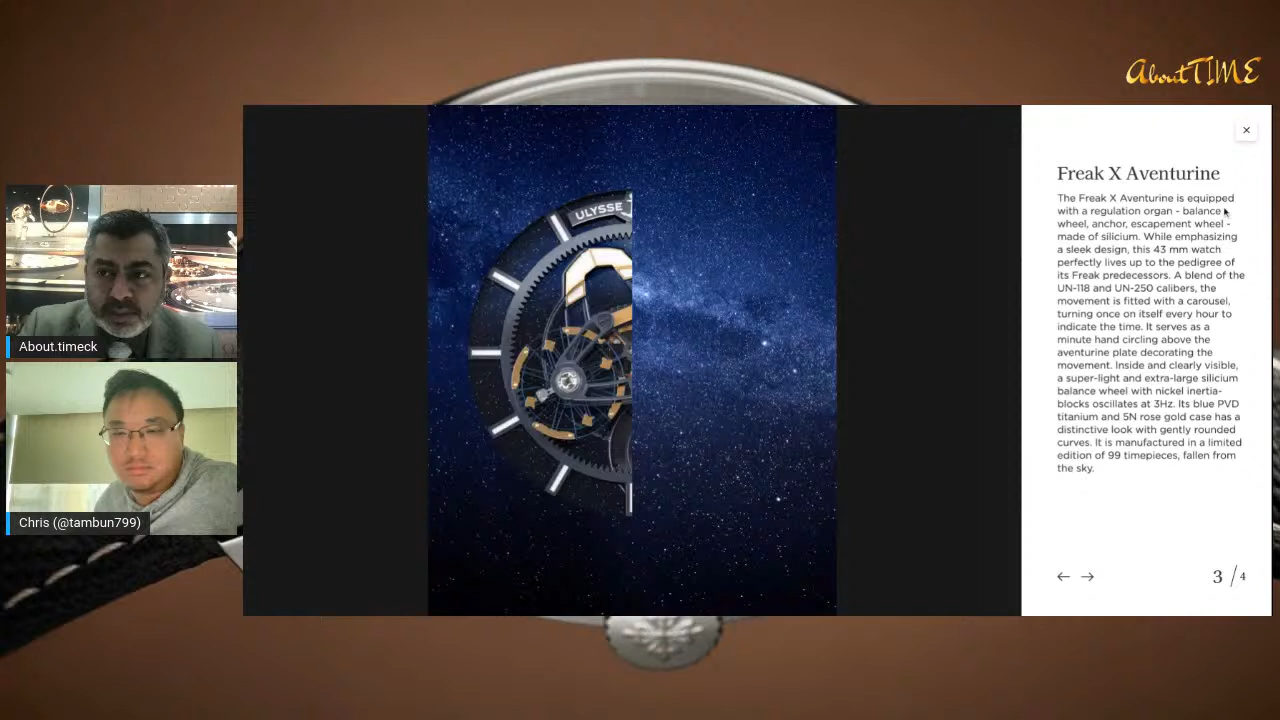 AboutTIME
ULYSSE
About.timeck
Chris (@tambun799)
Freak X Aventurine
The Freak X Aventurine is equipped
with a regulation organ - balance
wheel, anchor, escapement wheel -
made of silicium. While emphasizing
a sleek design, this 43 mm watch
perfectly lives up to the pedigree of
its Freak predecessors. A blend of the
UN-118 and UN-250 calibers, the
movement is fitted with a carousel,
turning once on itself every hour to
indicate the time. It serves as a
minute hand circling above the
aventurine plate decorating the
movement. Inside and clearly visible,
a super-light and extra-large silicium
balance wheel with nickel inertia-
blocks oscillates at 3Hz. Its blue PVD
titanium and 5N rose gold case has a
distinctive look with gently rounded
curves. It is manufactured in a limited
edition of 99 timepieces, fallen from
the sky.
3 / 4